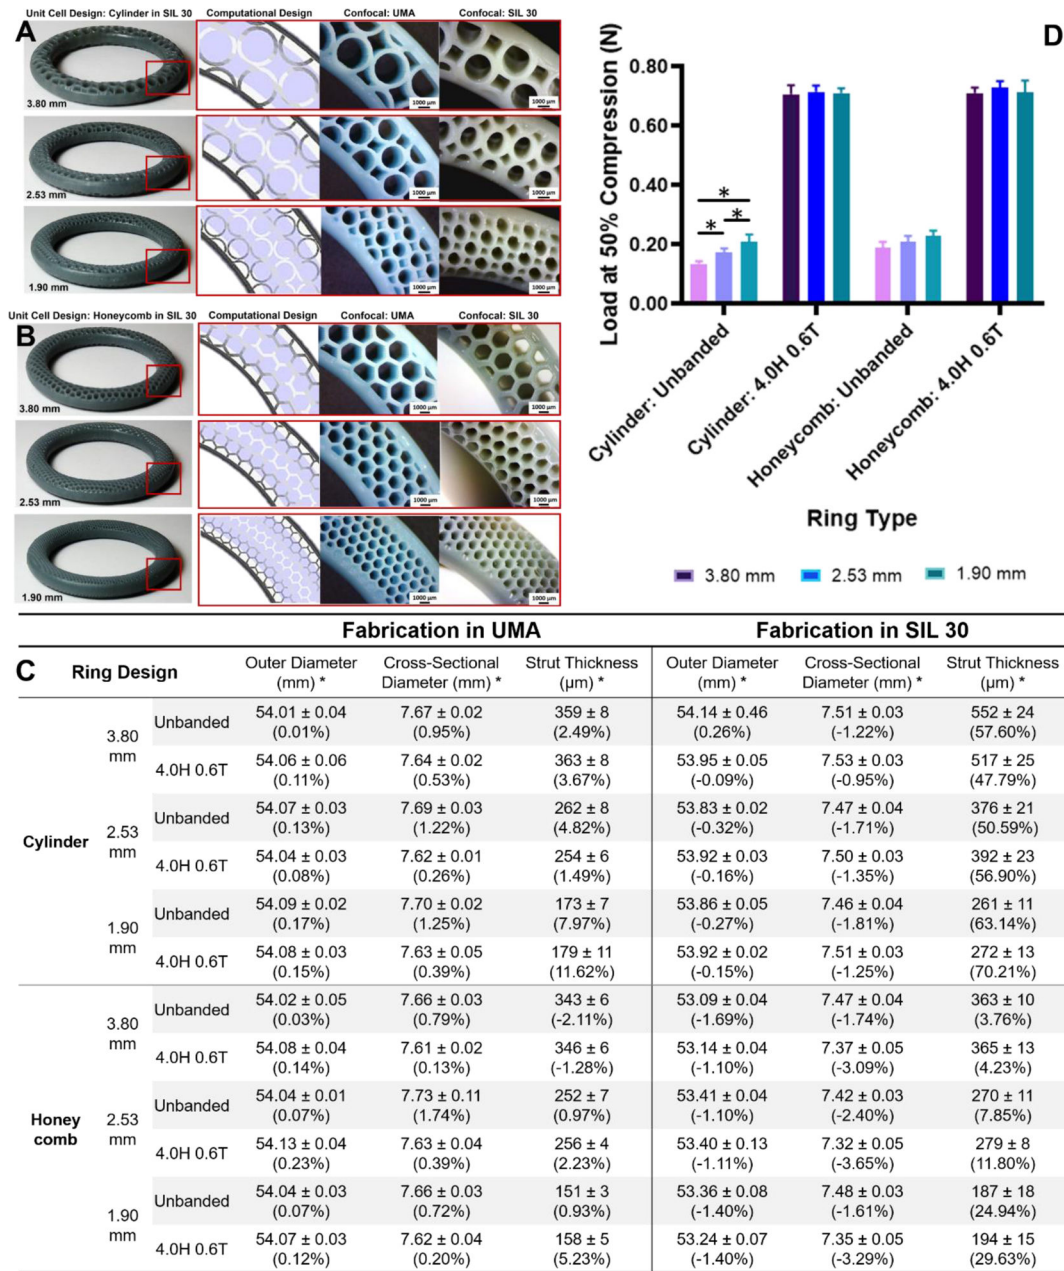 A
Unit Cell Design: Cylinder in SIL 30
Computational Design
Confocal: UMA
Confocal: SIL 30
3.80 mm
1000 µm
1000 µm
2.53 mm
1000 µm
1000 µm
1.90 mm
1000 µm
1000 µm
B
Unit Cell Design: Honeycomb in SIL 30
Computational Design
Confocal: UMA
Confocal: SIL 30
3.80 mm
1000 µm
1000 µm
2.53 mm
1000 µm
1000 µm
1.90 mm
1000 µm
1000 µm
D
Load at 50% Compression (N)
0.80
0.60
0.40
0.20
0.00
*
* *
Cylinder: Unbanded
Cylinder: 4.0H 0.6T
Honeycomb: Unbanded
Honeycomb: 4.0H 0.6T
Ring Type
3.80 mm 2.53 mm 1.90 mm
Fabrication in UMA Fabrication in SIL 30
C Ring Design
Outer Diameter (mm) *
Cross-Sectional Diameter (mm) *
Strut Thickness (µm) *
Outer Diameter (mm) *
Cross-Sectional Diameter (mm) *
Strut Thickness (µm) *
Cylinder
3.80 mm
Unbanded
54.01 ± 0.04 7.67 ± 0.02 359 ± 8 54.14 ± 0.46 7.51 ± 0.03 552 ± 24
(0.01%) (0.95%) (2.49%) (0.26%) (-1.22%) (57.60%)
4.0H 0.6T
54.06 ± 0.06 7.64 ± 0.02 363 ± 8 53.95 ± 0.05 7.53 ± 0.03 517 ± 25
(0.11%) (0.53%) (3.67%) (-0.09%) (-0.95%) (47.79%)
2.53 mm
Unbanded
54.07 ± 0.03 7.69 ± 0.03 262 ± 8 53.83 ± 0.02 7.47 ± 0.04 376 ± 21
(0.13%) (1.22%) (4.82%) (-0.32%) (-1.71%) (50.59%)
4.0H 0.6T
54.04 ± 0.03 7.62 ± 0.01 254 ± 6 53.92 ± 0.03 7.50 ± 0.03 392 ± 23
(0.08%) (0.26%) (1.49%) (-0.16%) (-1.35%) (56.90%)
1.90 mm
Unbanded
54.09 ± 0.02 7.70 ± 0.02 173 ± 7 53.86 ± 0.05 7.46 ± 0.04 261 ± 11
(0.17%) (1.25%) (7.97%) (-0.27%) (-1.81%) (63.14%)
4.0H 0.6T
54.08 ± 0.03 7.63 ± 0.05 179 ± 11 53.92 ± 0.02 7.51 ± 0.03 272 ± 13
(0.15%) (0.39%) (11.62%) (-0.15%) (-1.25%) (70.21%)
Honey comb
3.80 mm
Unbanded
54.02 ± 0.05 7.66 ± 0.03 343 ± 6 53.09 ± 0.04 7.47 ± 0.04 363 ± 10
(0.03%) (0.79%) (-2.11%) (-1.69%) (-1.74%) (3.76%)
4.0H 0.6T
54.08 ± 0.04 7.61 ± 0.02 346 ± 6 53.14 ± 0.04 7.37 ± 0.05 365 ± 13
(0.14%) (0.13%) (-1.28%) (-1.10%) (-3.09%) (4.23%)
2.53 mm
Unbanded
54.04 ± 0.01 7.73 ± 0.11 252 ± 7 53.41 ± 0.04 7.42 ± 0.03 270 ± 11
(0.07%) (1.74%) (0.97%) (-1.10%) (-2.40%) (7.85%)
4.0H 0.6T
54.13 ± 0.04 7.63 ± 0.04 256 ± 4 53.40 ± 0.13 7.32 ± 0.05 279 ± 8
(0.23%) (0.39%) (2.23%) (-1.11%) (-3.65%) (11.80%)
1.90 mm
Unbanded
54.04 ± 0.03 7.66 ± 0.03 151 ± 3 53.36 ± 0.08 7.48 ± 0.03 187 ± 18
(0.07%) (0.72%) (0.93%) (-1.40%) (-1.61%) (24.94%)
4.0H 0.6T
54.07 ± 0.03 7.62 ± 0.04 158 ± 5 53.24 ± 0.07 7.35 ± 0.05 194 ± 15
(0.12%) (0.20%) (5.23%) (-1.40%) (-3.29%) (29.63%)